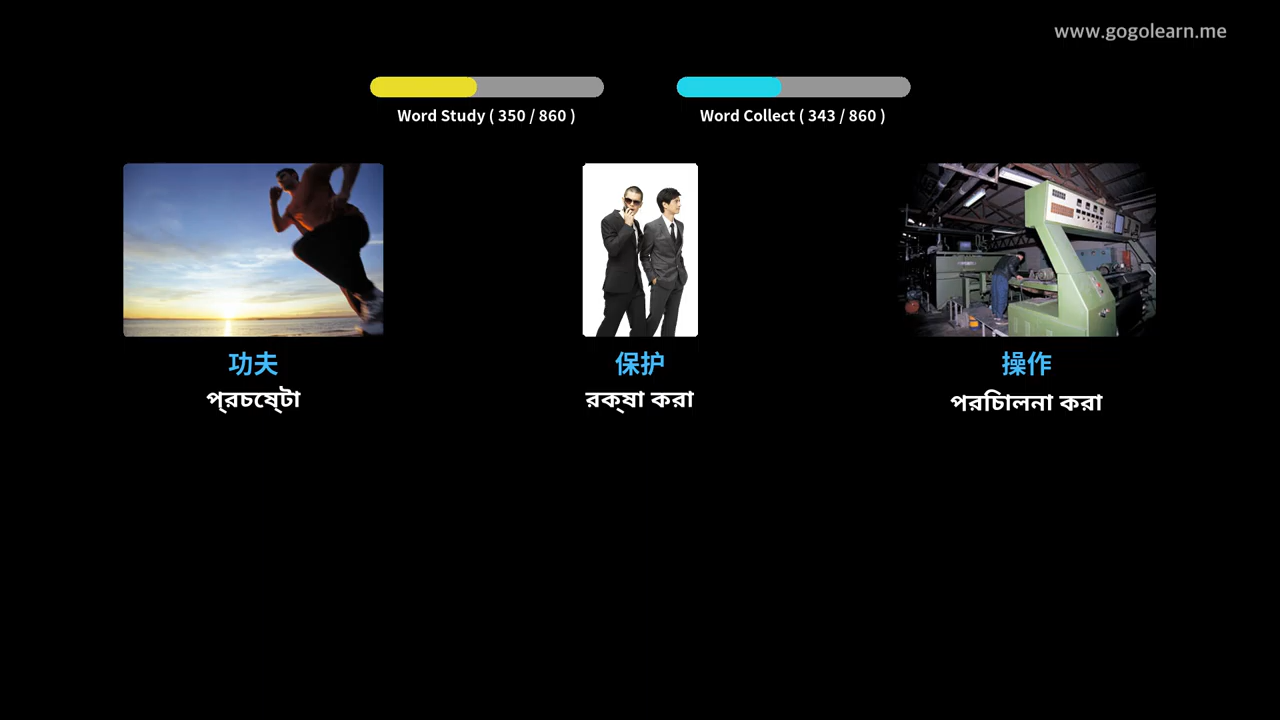 www.gogolearn.me
Word Study ( 350 / 860 )
Word Collect ( 343 / 860 )
功夫
প্রচেষ্টা
保护
রক্ষা করা
操作
পরিচালনা করা